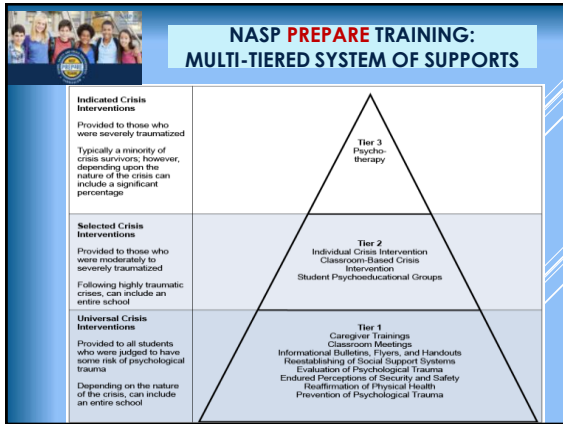 NASP PREPARE TRAINING:
MULTI-TIERED SYSTEM OF SUPPORTS
Indicated Crisis
Interventions
Provided to those who
were severely traumatized
Typically a minority of
crisis survivors; however,
depending upon the
nature of the crisis can
include a significant
percentage
Tier 3
Psycho-
therapy
Selected Crisis
Interventions
Provided to those who
were moderately to
severely traumatized
Following highly traumatic
crises, can include an
entire school
Tier 2
Individual Crisis Intervention
Classroom-Based Crisis
Intervention
Student Psychoeducational Groups
Universal Crisis
Interventions
Provided to all students
who were judged to have
some risk of psychological
trauma
Depending on the nature
of the crisis, can include
an entire school
Tier 1
Caregiver Trainings
Classroom Meetings
Informational Bulletins, Flyers, and Handouts
Reestablishing of Social Support Systems
Evaluation of Psychological Trauma
Endured Perceptions of Security and Safety
Reaffirmation of Physical Health
Prevention of Psychological Trauma